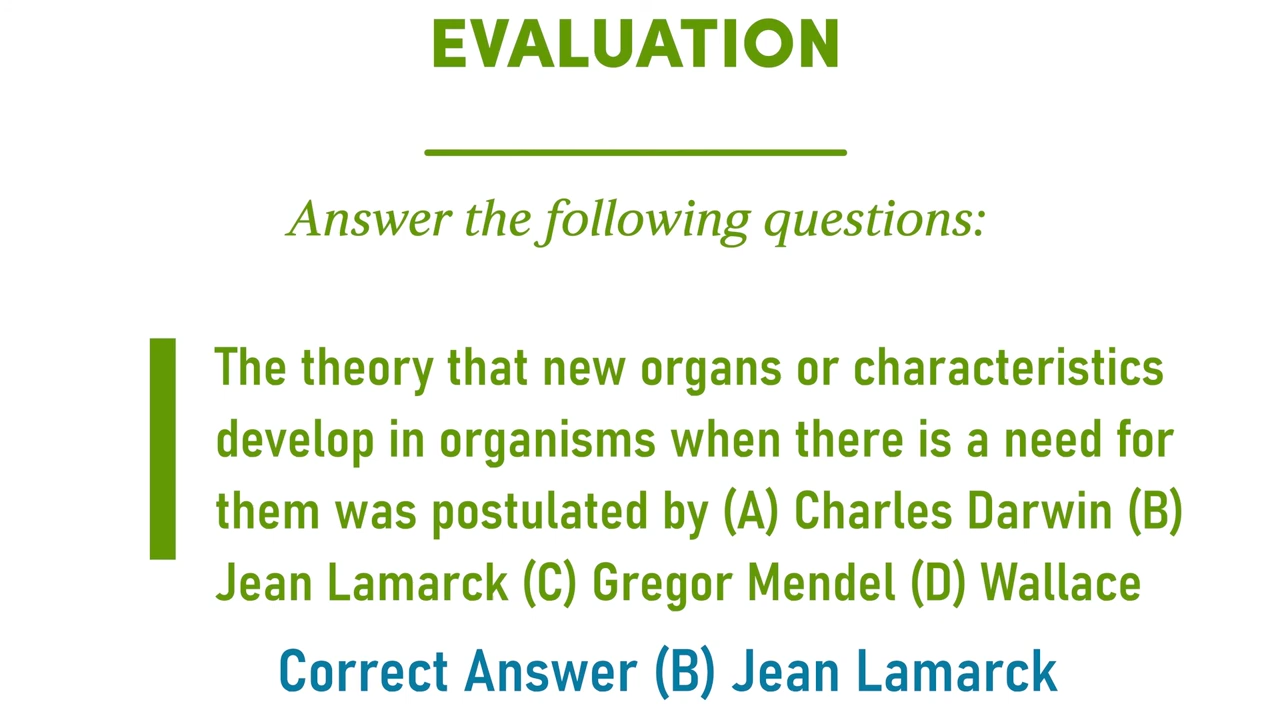 EVALUATION
Answer the following questions:
The theory that new organs or characteristics
develop in organisms when there is a need for
them was postulated by (A) Charles Darwin (B)
Jean Lamarck (C) Gregor Mendel (D) Wallace
Correct Answer (B) Jean Lamarck